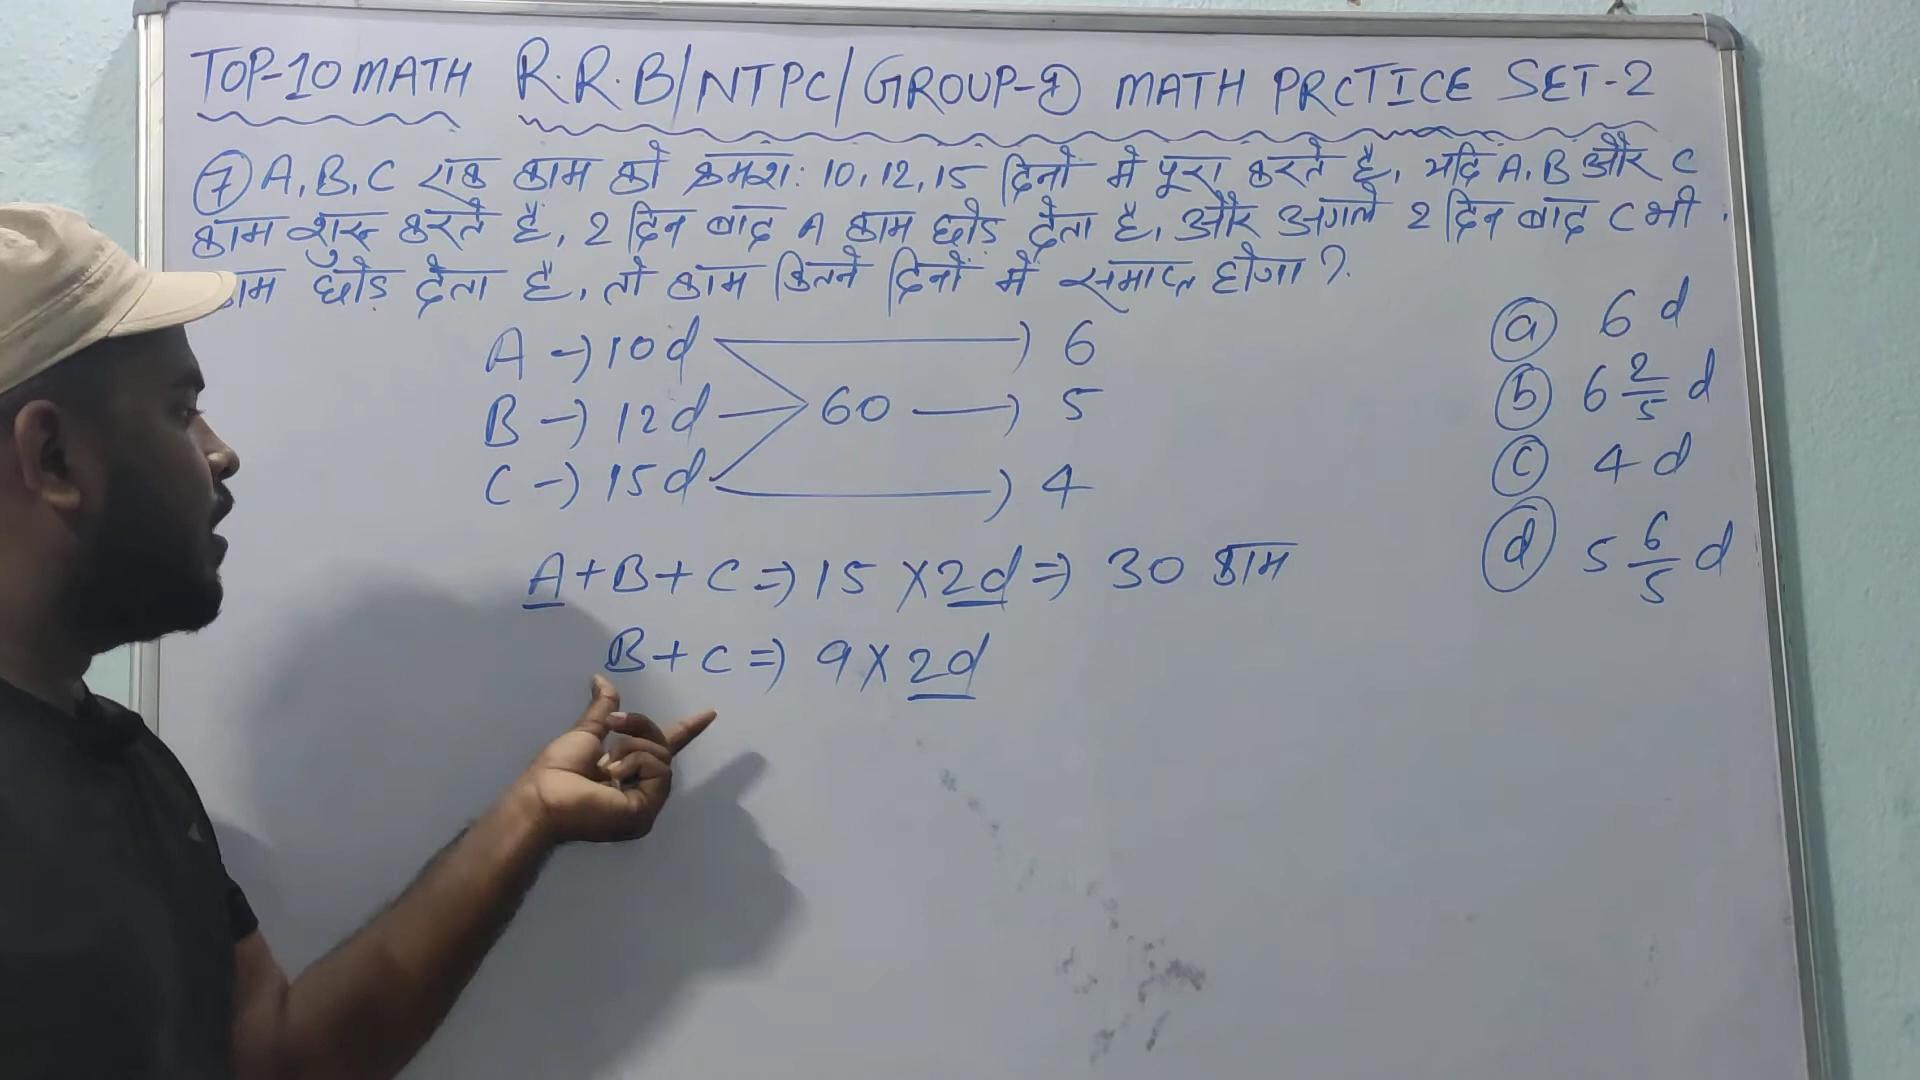 TOP-10 MATH R.R.B/NTPC/GROUP-D MATH PRCTICE SET-2
⑦ A, B, C एक काम को क्रमश: 10, 12, 15 दिनो मे पूरा करते है, यदि A, B और C
काम शुरू करते हैं, 2 दिन बाद A काम छोड देता है, और अगले 2 दिन बाद C भी
काम छोड देता है, तो काम कितने दिनों में समाप्त होगा ?
A → 10d → 6
B → 12d 60 → 5
C → 15d → 4
A+B+C ⇒ 15 × 2d ⇒ 30 काम
B+C ⇒ 9 × 2d
ⓐ 6 d
ⓑ 6 2/5 d
ⓒ 4 d
ⓓ 5 6/5 d